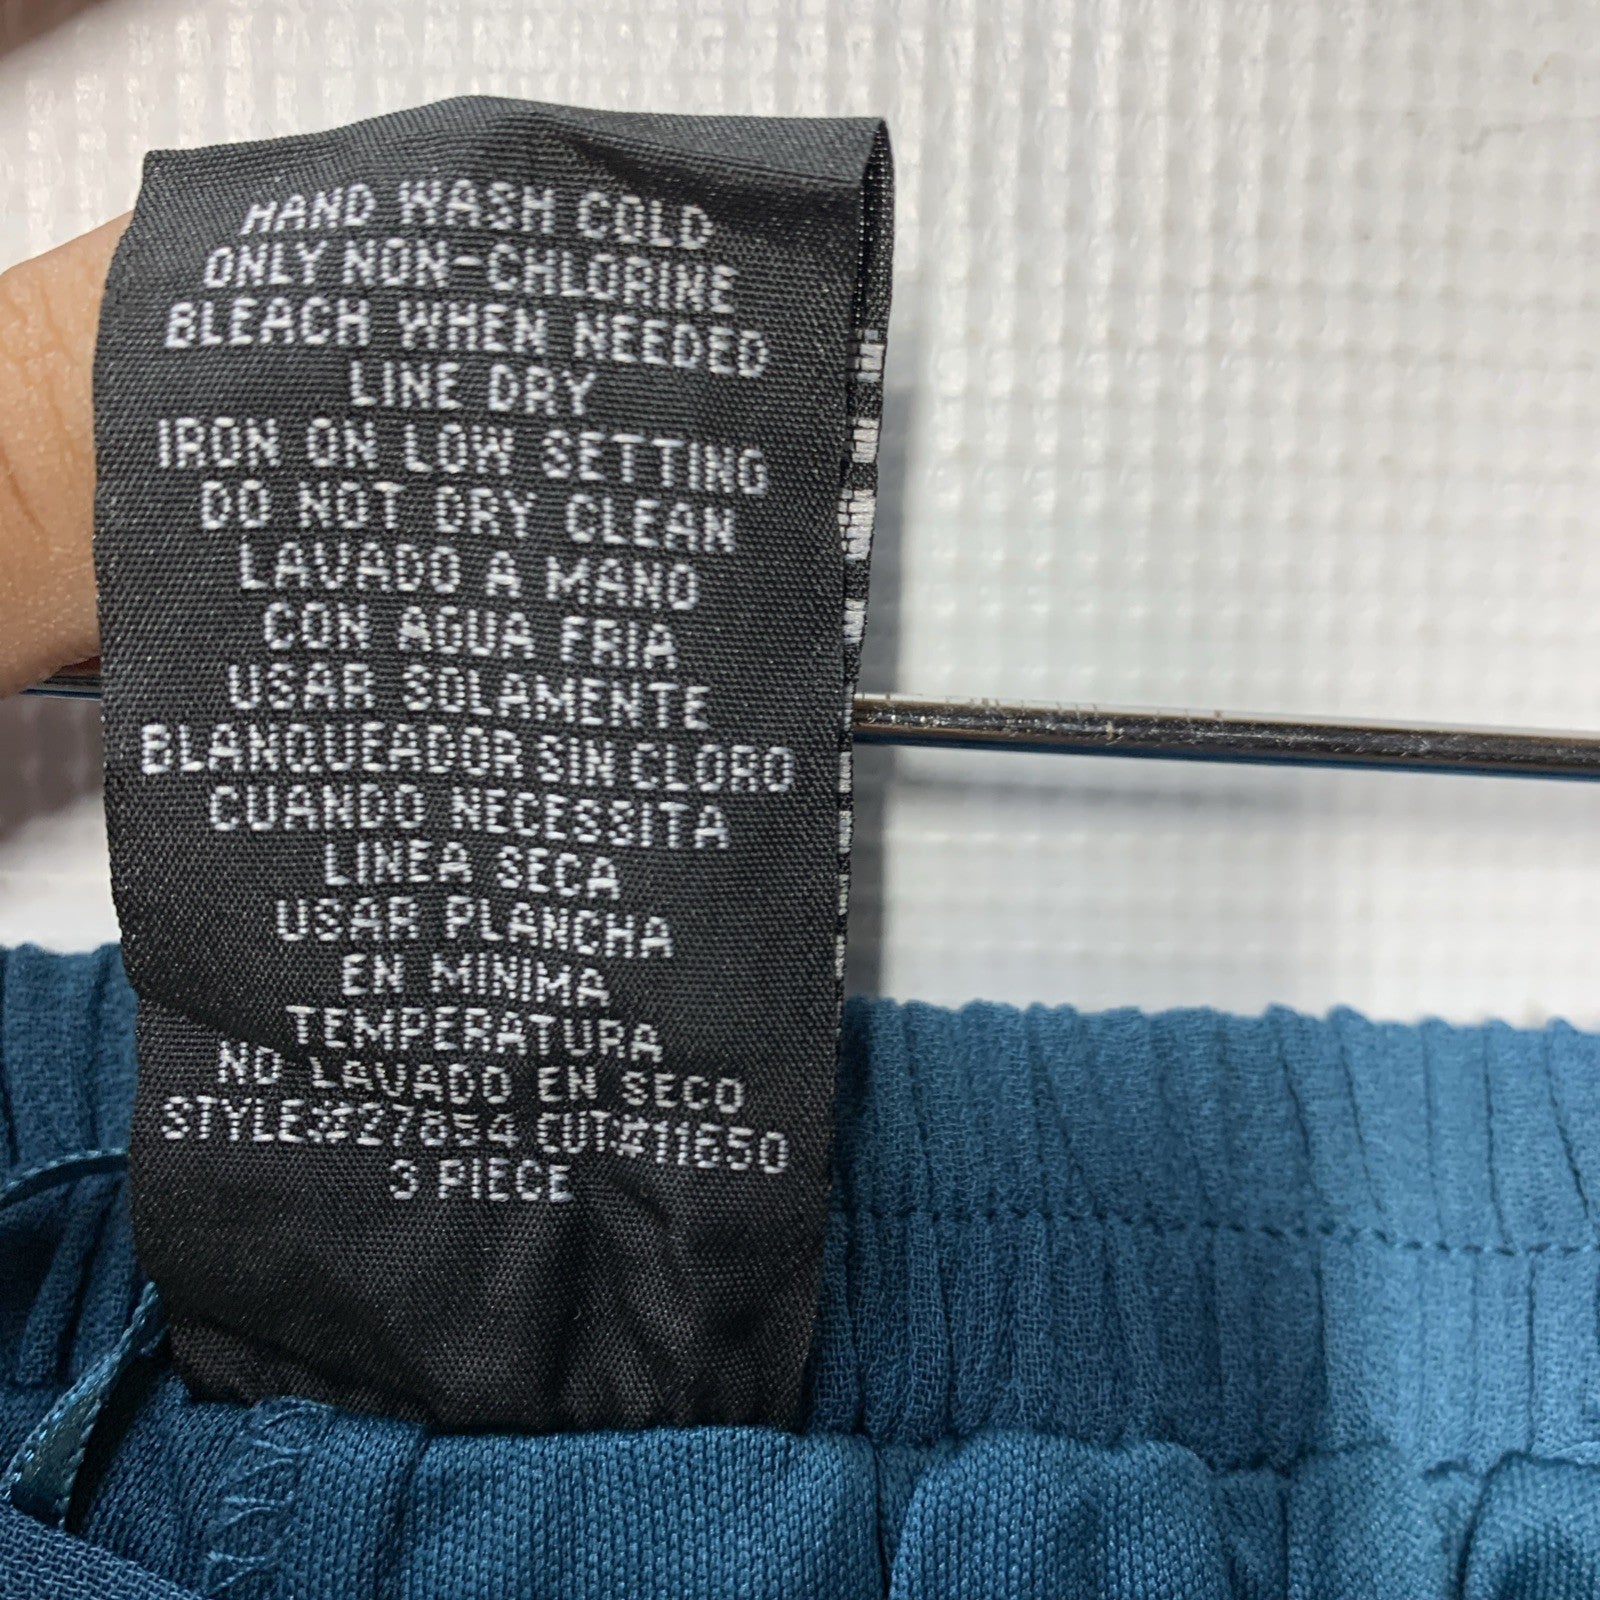 HAND WASH COLD
ONLY NON-CHLORINE
BLEACH WHEN NEEDED
LINE DRY
IRON ON LOW SETTING
DO NOT DRY CLEAN
LAVADO A MANO
CON AGUA FRIA
USAR SOLAMENTE
BLANQUEADOR SIN CLORO
CUANDO NECESSITA
LINEA SECA
USAR PLANCHA
EN MINIMA
TEMPERATURA
NO LAVADO EN SECO
STYLE#27654 CUT#11650
3 PIECE